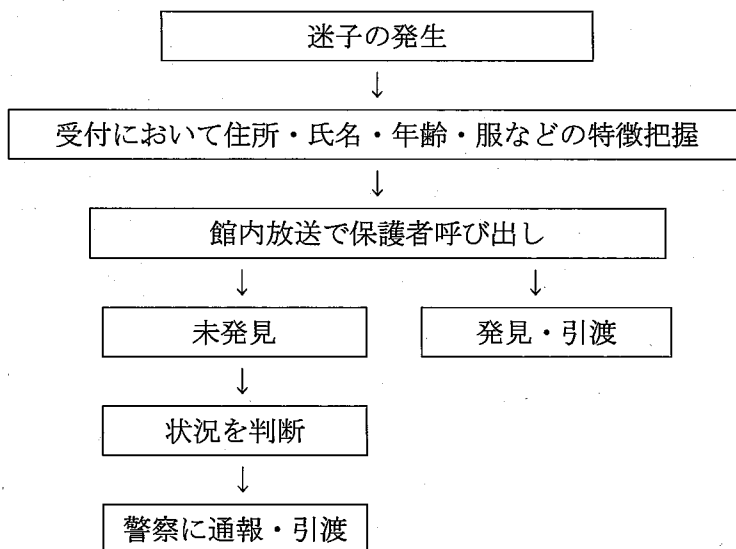 迷子の発生
↓
受付において住所・氏名・年齢・服などの特徴把握
↓
館内放送で保護者呼び出し
↓ ↓
未発見 発見・引渡
↓
状況を判断
↓
警察に通報・引渡